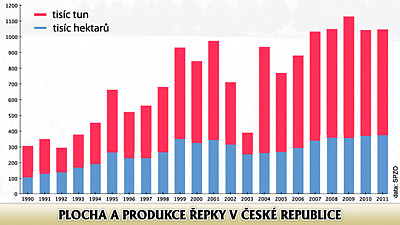 tisíc tun
tisíc hektarů
1200
1100
1000
900
800
700
600
500
400
300
200
100
0
1990 1991 1992 1993 1994 1995 1996 1997 1998 1999 2000 2001 2002 2003 2004 2005 2006 2007 2008 2009 2010 2011
data: SPZO
PLOCHA A PRODUKCE ŘEPKY V ČESKÉ REPUBLICE